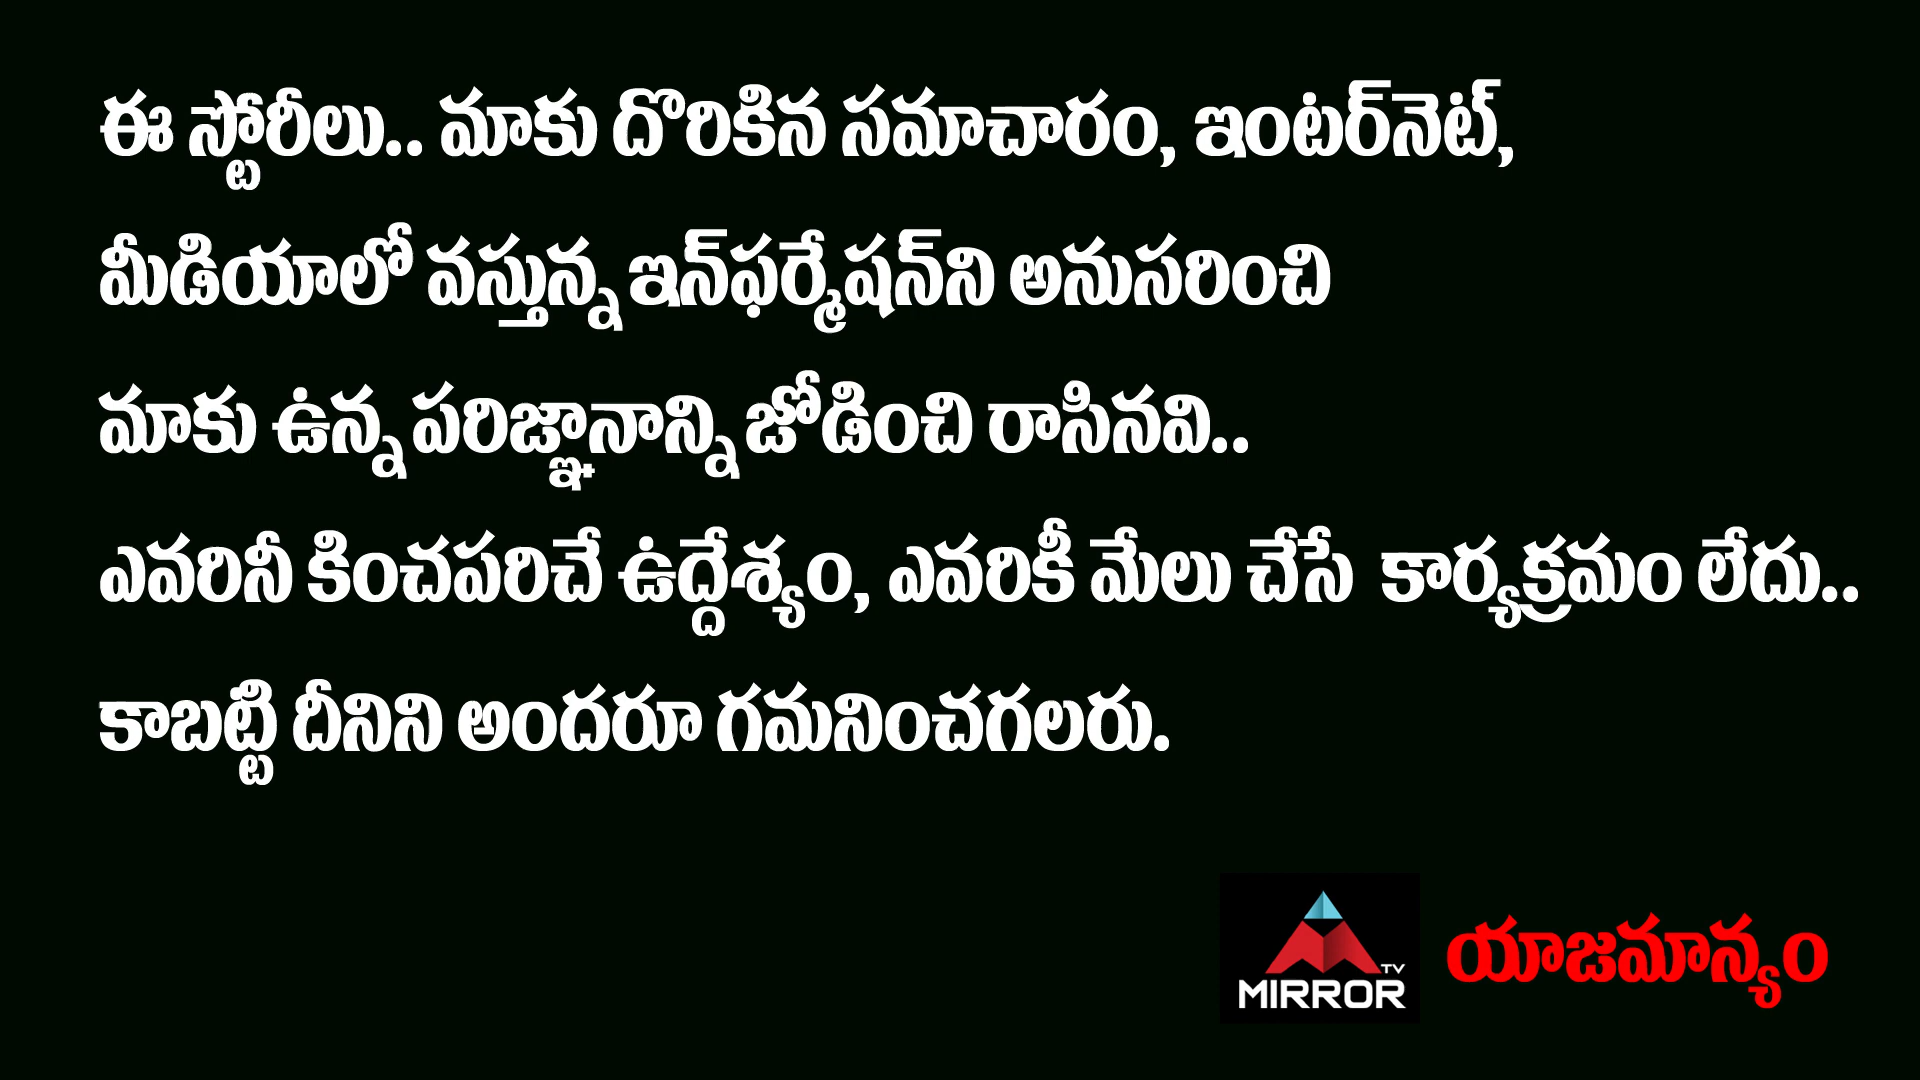 ఈ స్టోరీలు.. మాకు దొరికిన సమాచారం, ఇంటర్‌నెట్,
మీడియాలో వస్తున్న ఇన్‌ఫర్మేషన్‌ని అనుసరించి
మాకు ఉన్న పరిజ్ఞానాన్ని జోడించి రాసినవి..
ఎవరినీ కించపరిచే ఉద్దేశ్యం, ఎవరికీ మేలు చేసే కార్యక్రమం లేదు..
కాబట్టి దీనిని అందరూ గమనించగలరు.
TV
MIRROR
యాజమాన్యం